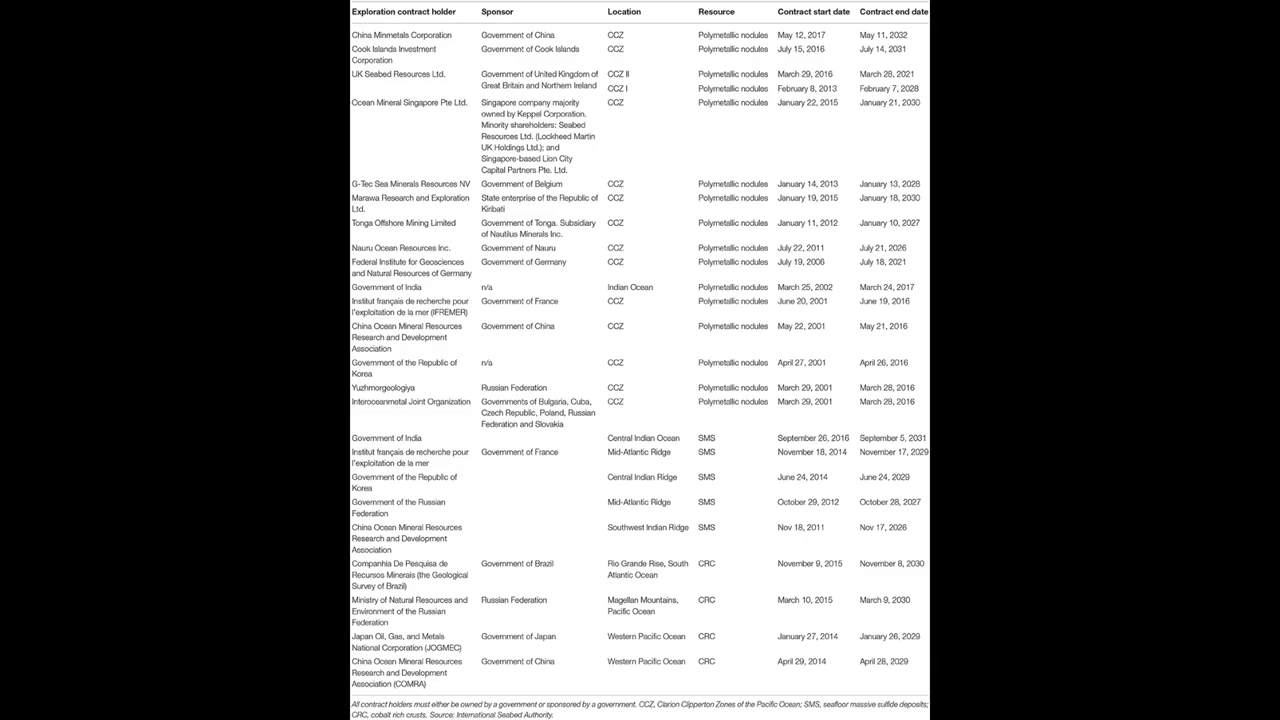 Exploration contract holder Sponsor Location Resource Contract start date Contract end date
China Minmetals Corporation Government of China CCZ Polymetallic nodules May 12, 2017 May 11, 2032
Cook Islands Investment Government of Cook Islands CCZ Polymetallic nodules July 15, 2016 July 14, 2031
Corporation
UK Seabed Resources Ltd. Government of United Kingdom of CCZ II Polymetallic nodules March 29, 2016 March 28, 2021
Great Britain and Northern Ireland CCZ I Polymetallic nodules February 8, 2013 February 7, 2028
Ocean Mineral Singapore Pte Ltd. Singapore company majority CCZ Polymetallic nodules January 22, 2015 January 21, 2030
owned by Keppel Corporation.
Minority shareholders: Seabed
Resources Ltd. (Lockheed Martin
UK Holdings Ltd.); and
Singapore-based Lion City
Capital Partners Pte. Ltd.
G-Tec Sea Minerals Resources NV Government of Belgium CCZ Polymetallic nodules January 14, 2013 January 13, 2028
Marawa Research and Exploration State enterprise of the Republic of CCZ Polymetallic nodules January 19, 2015 January 18, 2030
Ltd. Kiribati
Tonga Offshore Mining Limited Government of Tonga. Subsidiary CCZ Polymetallic nodules January 11, 2012 January 10, 2027
of Nautilus Minerals Inc.
Nauru Ocean Resources Inc. Government of Nauru CCZ Polymetallic nodules July 22, 2011 July 21, 2026
Federal Institute for Geosciences Government of Germany CCZ Polymetallic nodules July 19, 2006 July 18, 2021
and Natural Resources of Germany
Government of India n/a Indian Ocean Polymetallic nodules March 25, 2002 March 24, 2017
Institut français de recherche pour Government of France CCZ Polymetallic nodules June 20, 2001 June 19, 2016
l'exploitation de la mer (IFREMER)
China Ocean Mineral Resources Government of China CCZ Polymetallic nodules May 22, 2001 May 21, 2016
Research and Development
Association
Government of the Republic of n/a CCZ Polymetallic nodules April 27, 2001 April 26, 2016
Korea
Yuzhmorgeologiya Russian Federation CCZ Polymetallic nodules March 29, 2001 March 28, 2016
Interoceanmetal Joint Organization Governments of Bulgaria, Cuba, CCZ Polymetallic nodules March 29, 2001 March 28, 2016
Czech Republic, Poland, Russian
Federation and Slovakia
Government of India Central Indian Ocean SMS September 26, 2016 September 5, 2031
Institut français de recherche pour Government of France Mid-Atlantic Ridge SMS November 18, 2014 November 17, 2029
l'exploitation de la mer
Government of the Republic of Central Indian Ridge SMS June 24, 2014 June 24, 2029
Korea
Government of the Russian Mid-Atlantic Ridge SMS October 29, 2012 October 28, 2027
Federation
China Ocean Mineral Resources Southwest Indian Ridge SMS Nov 18, 2011 Nov 17, 2026
Research and Development
Association
Companhia De Pesquisa de Government of Brazil Rio Grande Rise, South CRC November 9, 2015 November 8, 2030
Recursos Minerais (the Geological Atlantic Ocean
Survey of Brazil)
Ministry of Natural Resources and Russian Federation Magellan Mountains, CRC March 10, 2015 March 9, 2030
Environment of the Russian Pacific Ocean
Federation
Japan Oil, Gas, and Metals Government of Japan Western Pacific Ocean CRC January 27, 2014 January 26, 2029
National Corporation (JOGMEC)
China Ocean Mineral Resources Government of China Western Pacific Ocean CRC April 29, 2014 April 28, 2029
Research and Development
Association (COMRA)
All contract holders must either be owned by a government or sponsored by a government. CCZ, Clarion Clipperton Zones of the Pacific Ocean; SMS, seafloor massive sulfide deposits;
CRC, cobalt rich crusts. Source: International Seabed Authority.